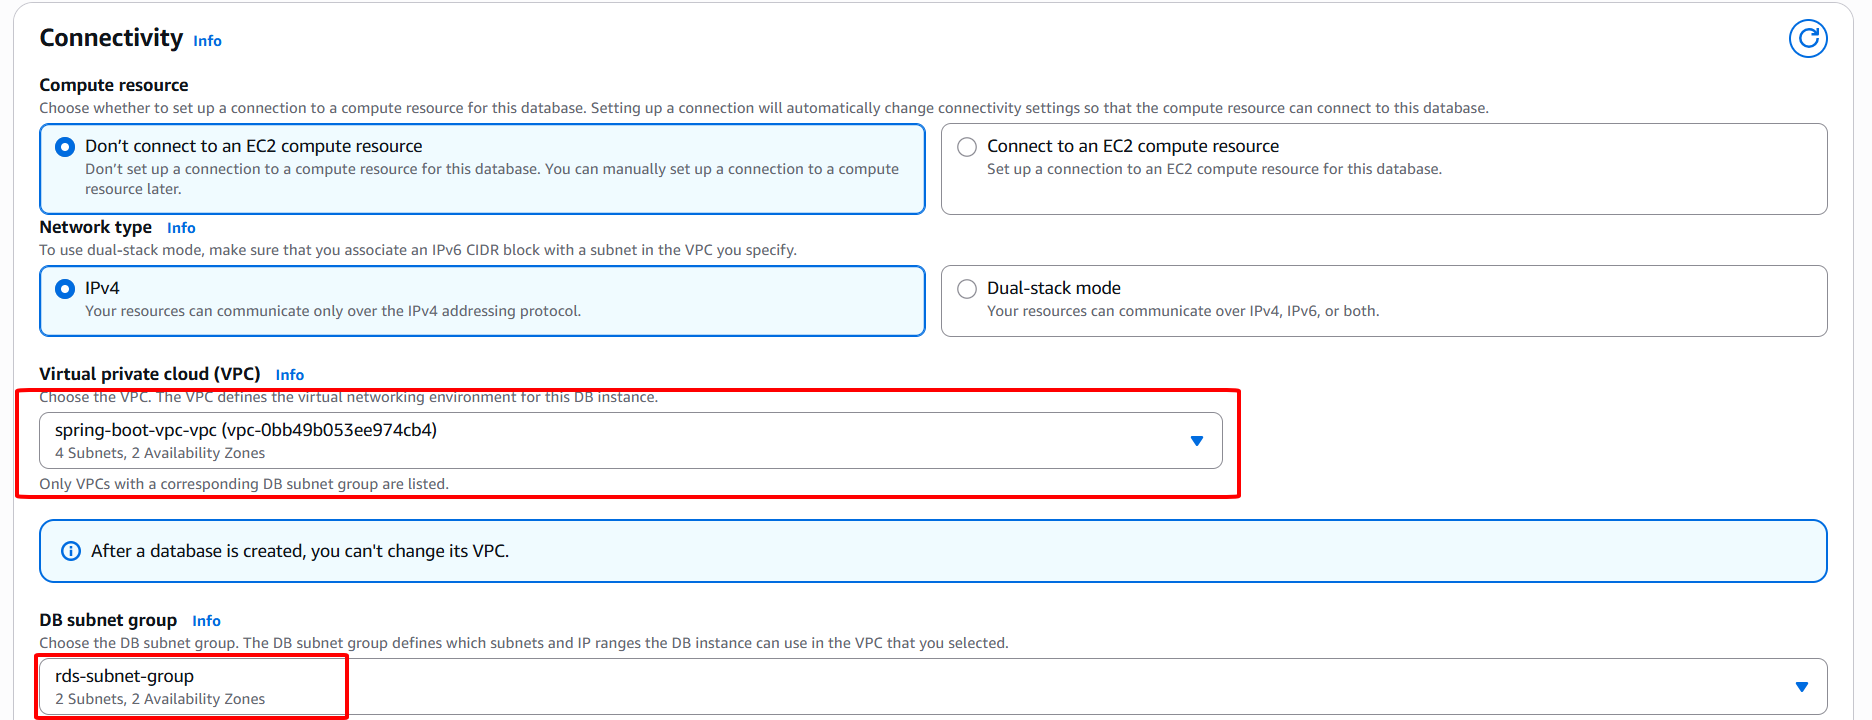 Connectivity Info
Compute resource
Choose whether to set up a connection to a compute resource for this database. Setting up a connection will automatically change connectivity settings so that the compute resource can connect to this database.
Don’t connect to an EC2 compute resource
Don’t set up a connection to a compute resource for this database. You can manually set up a connection to a compute
resource later.
Connect to an EC2 compute resource
Set up a connection to an EC2 compute resource for this database.
Network type Info
To use dual-stack mode, make sure that you associate an IPv6 CIDR block with a subnet in the VPC you specify.
IPv4
Your resources can communicate only over the IPv4 addressing protocol.
Dual-stack mode
Your resources can communicate over IPv4, IPv6, or both.
Virtual private cloud (VPC) Info
Choose the VPC. The VPC defines the virtual networking environment for this DB instance.
spring-boot-vpc-vpc (vpc-0bb49b053ee974cb4)
4 Subnets, 2 Availability Zones
Only VPCs with a corresponding DB subnet group are listed.
After a database is created, you can't change its VPC.
DB subnet group Info
Choose the DB subnet group. The DB subnet group defines which subnets and IP ranges the DB instance can use in the VPC that you selected.
rds-subnet-group
2 Subnets, 2 Availability Zones